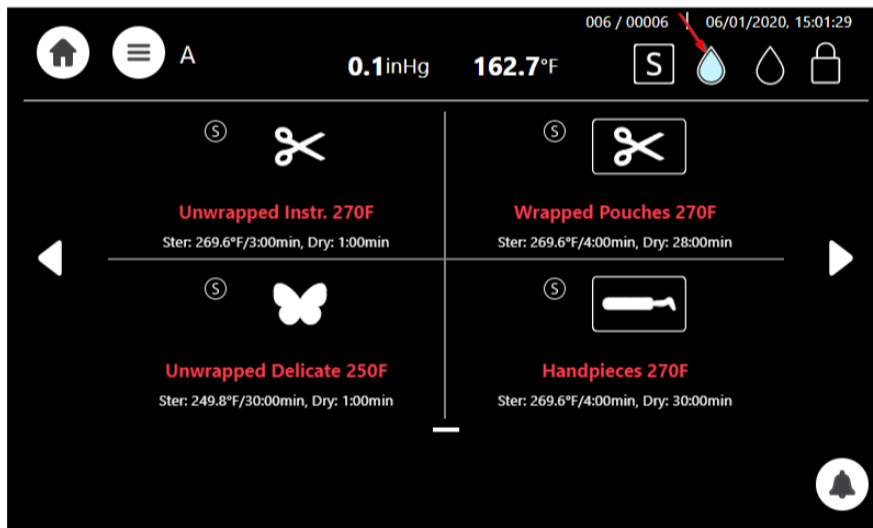 006 / 00006 06/01/2020, 15:01:29
A 0.1inHg 162.7°F S
S
Unwrapped Instr. 270F
Ster: 269.6°F/3:00min, Dry: 1:00min
S
Wrapped Pouches 270F
Ster: 269.6°F/4:00min, Dry: 28:00min
S
Unwrapped Delicate 250F
Ster: 249.8°F/30:00min, Dry: 1:00min
S
Handpieces 270F
Ster: 269.6°F/4:00min, Dry: 30:00min